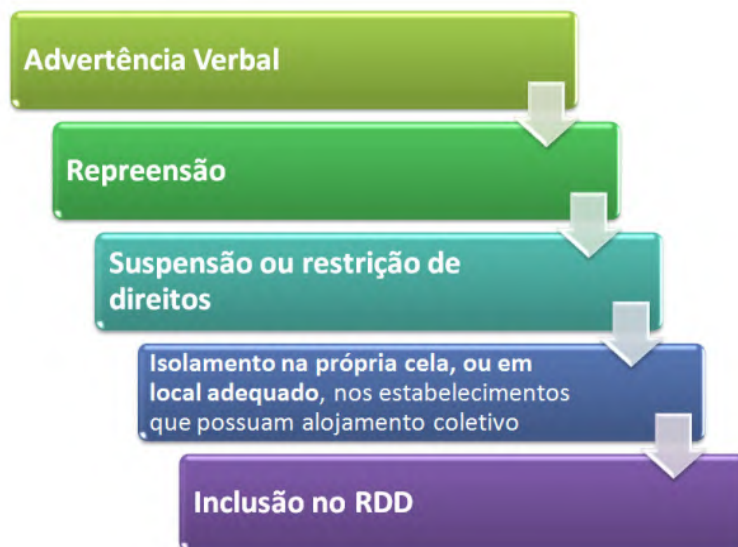 Advertência Verbal
Repreensão
Suspensão ou restrição de
direitos
Isolamento na própria cela, ou em
local adequado, nos estabelecimentos
que possuam alojamento coletivo
Inclusão no RDD